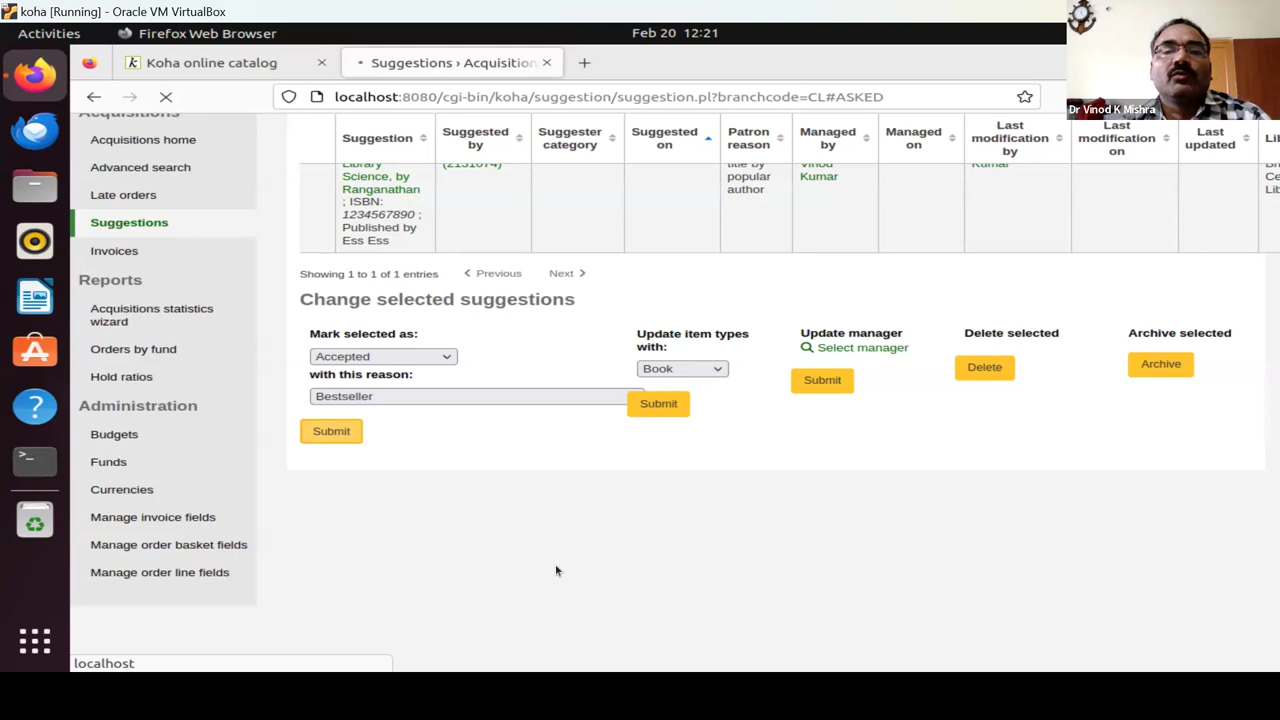 koha [Running] - Oracle VM VirtualBox
Activities
Firefox Web Browser
Feb 20 12:21
Koha online catalog
Suggestions › Acquisition
localhost:8080/cgi-bin/koha/suggestion/suggestion.pl?branchcode=CL#ASKED
Dr Vinod K Mishra
Acquisitions
Acquisitions home
Advanced search
Late orders
Suggestions
Invoices
Reports
Acquisitions statistics
wizard
Orders by fund
Hold ratios
Administration
Budgets
Funds
Currencies
Manage invoice fields
Manage order basket fields
Manage order line fields
Suggestion
Suggested
by
Suggester
category
Suggested
on
Patron
reason
Managed
by
Managed
on
Last
modification
by
Last
modification
on
Last
updated
Library
Science, by
Ranganathan
; ISBN:
1234567890 ;
Published by
Ess Ess
(2131074)
title by
popular
author
Vinod
Kumar
Kumar
Showing 1 to 1 of 1 entries
Previous
Next
Change selected suggestions
Mark selected as:
Accepted
with this reason:
Bestseller
Submit
Update item types
with:
Book
Submit
Update manager
Select manager
Submit
Delete selected
Delete
Archive selected
Archive
localhost